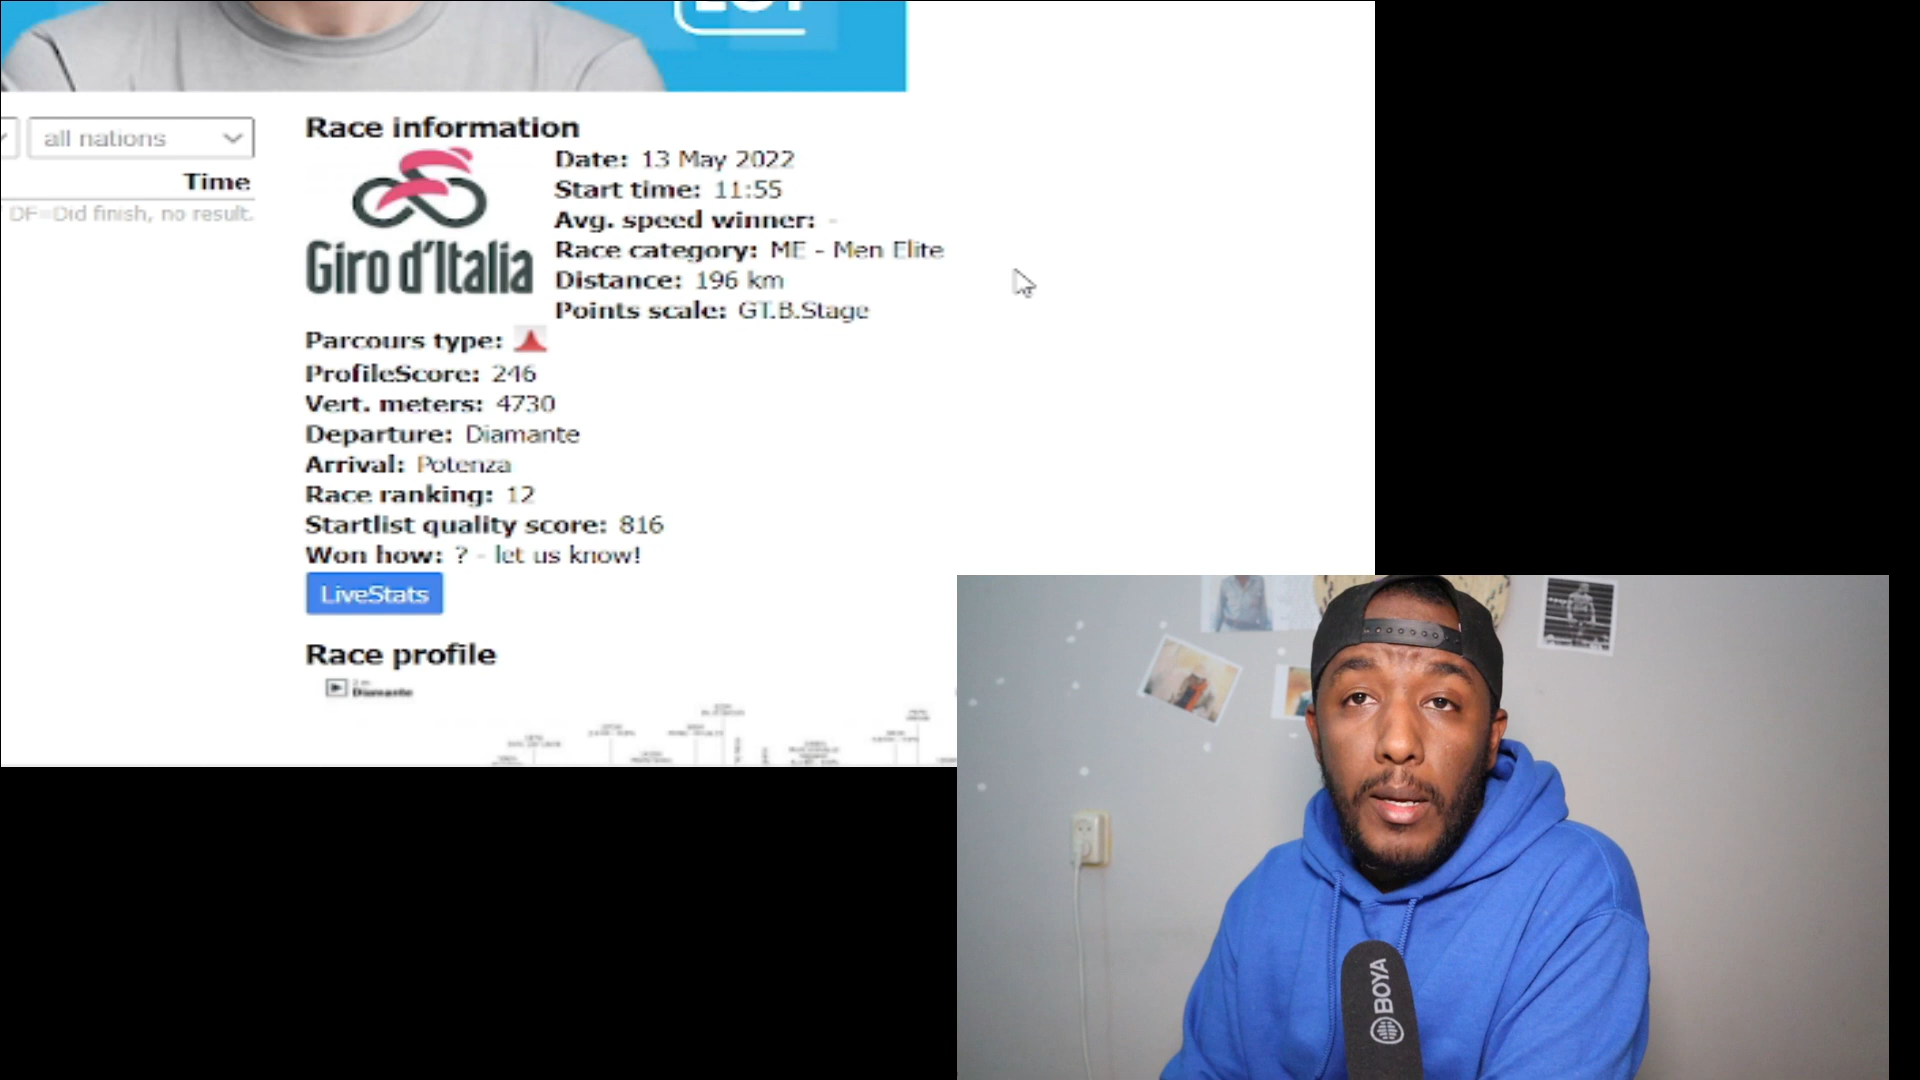 all nations
Time
DF=Did finish, no result.
Race information
Giro d'Italia
Date: 13 May 2022
Start time: 11:55
Avg. speed winner: -
Race category: ME - Men Elite
Distance: 196 km
Points scale: GT.B.Stage
Parcours type:
ProfileScore: 246
Vert. meters: 4730
Departure: Diamante
Arrival: Potenza
Race ranking: 12
Startlist quality score: 816
Won how: ? - let us know!
LiveStats
Race profile
Diamante
BOYA